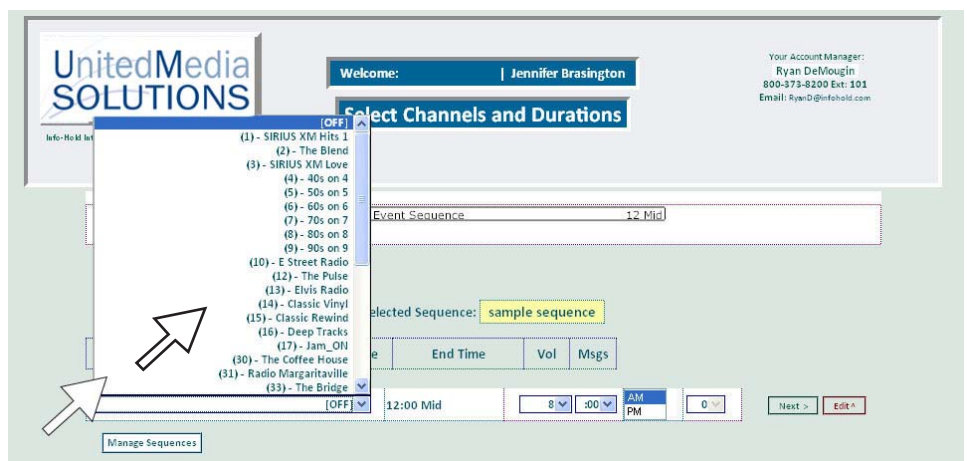 UnitedMedia
SOLUTIONS
Welcome: | Jennifer Brasington
Select Channels and Durations
Your Account Manager:
Ryan DeMougin
800-373-8200 Ext: 101
Email: RyanD@infohold.com
Info-Hold
[OFF]
(1) - SIRIUS XM Hits 1
(2) - The Blend
(3) - SIRIUS XM Love
(4) - 40s on 4
(5) - 50s on 5
(6) - 60s on 6
(7) - 70s on 7
(8) - 80s on 8
(9) - 90s on 9
(10) - E Street Radio
(12) - The Pulse
(13) - Elvis Radio
(14) - Classic Vinyl
(15) - Classic Rewind
(16) - Deep Tracks
(17) - Jam_ON
(30) - The Coffee House
(31) - Radio Margaritaville
(33) - The Bridge
Event Sequence 12 Mid
elected Sequence: sample sequence
e End Time Vol Msgs
[OFF] 12:00 Mid 8 :00 AM PM 0 Next > Edit ^
Manage Sequences